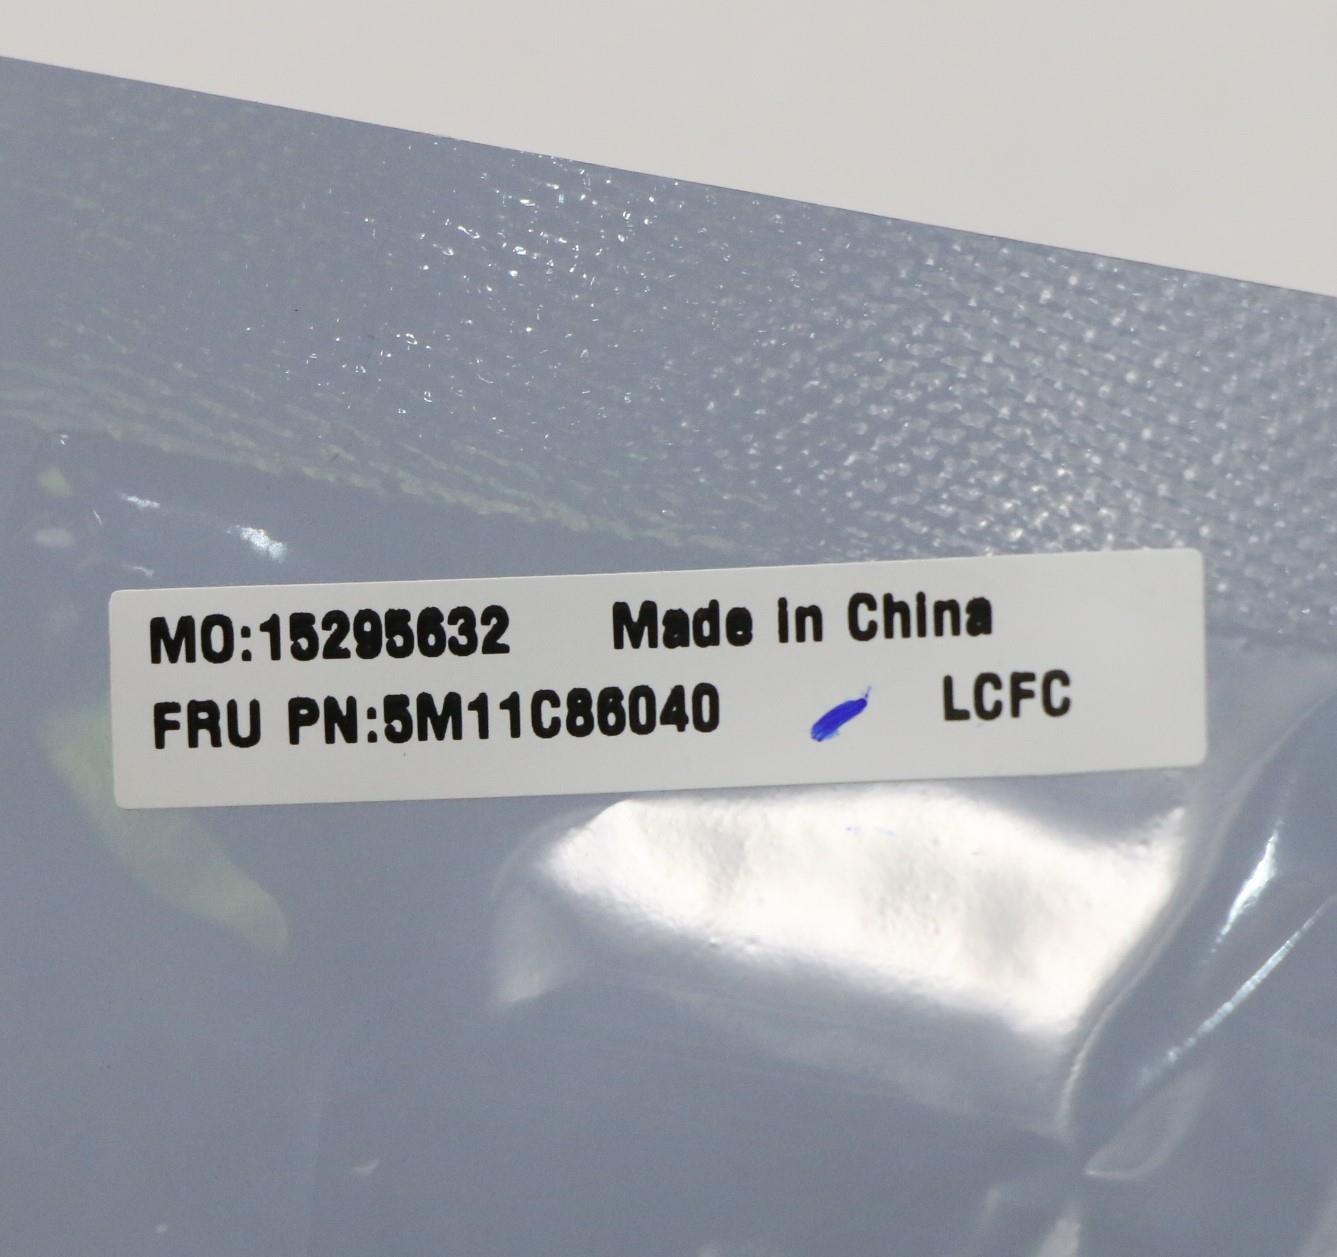 MO:15295632 Made in China
FRU PN:5M11C86040 LCFC